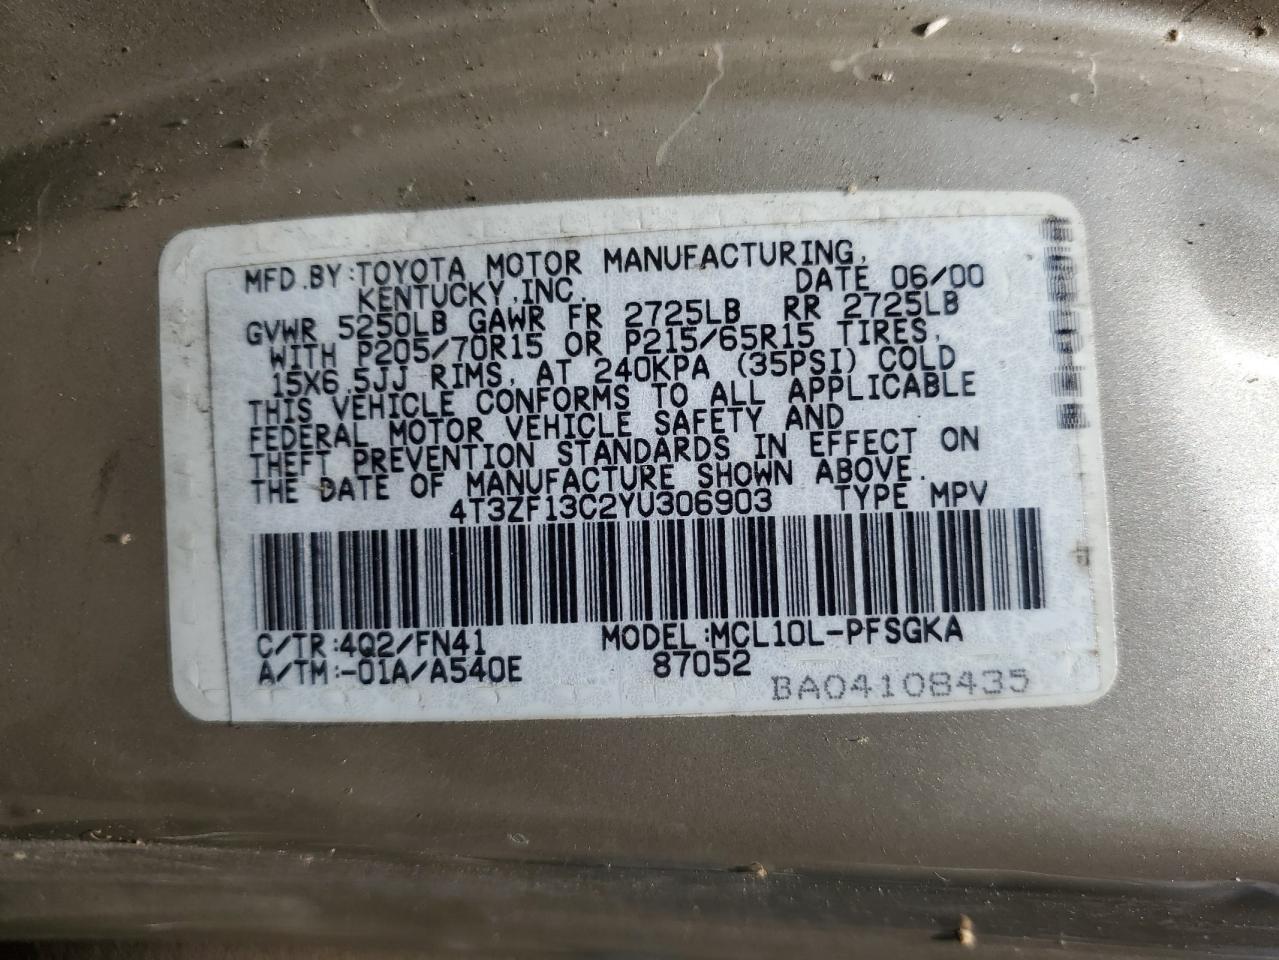 MFD.BY:TOYOTA MOTOR MANUFACTURING,
KENTUCKY,INC. DATE 06/00
GVWR 5250LB GAWR FR 2725LB RR 2725LB
WITH P205/70R15 OR P215/65R15 TIRES,
15X6.5JJ RIMS, AT 240KPA (35PSI) COLD
THIS VEHICLE CONFORMS TO ALL APPLICABLE
FEDERAL MOTOR VEHICLE SAFETY AND
THEFT PREVENTION STANDARDS IN EFFECT ON
THE DATE OF MANUFACTURE SHOWN ABOVE.
4T3ZF13C2YU306903 TYPE MPV
C/TR:4Q2/FN41 MODEL:MCL10L-PFSGKA
A/TM:-01A/A540E 87052
BA04108435